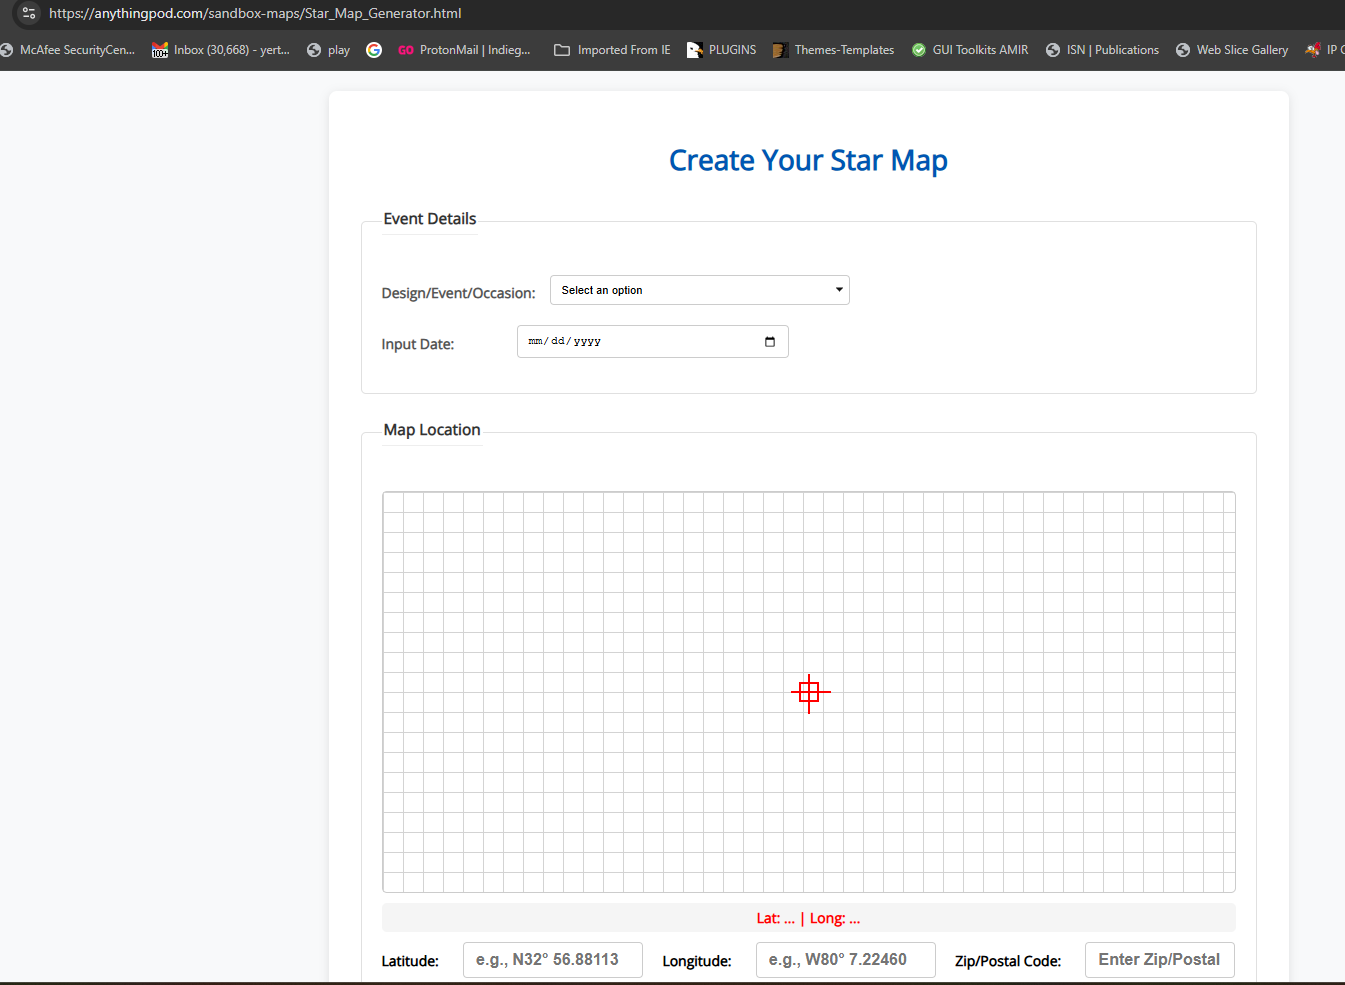 https://anythingpod.com/sandbox-maps/Star_Map_Generator.html
McAfee SecurityCen... Inbox (30,668) – yert... play GO ProtonMail | Indieg... Imported From IE PLUGINS Themes-Templates GUI Toolkits AMIR ISN | Publications Web Slice Gallery IP
100+
Create Your Star Map
Event Details
Design/Event/Occasion: Select an option
Input Date: mm/dd/yyyy
Map Location
Lat: ... | Long: ...
Latitude: e.g., N32° 56.88113 Longitude: e.g., W80° 7.22460 Zip/Postal Code: Enter Zip/Postal